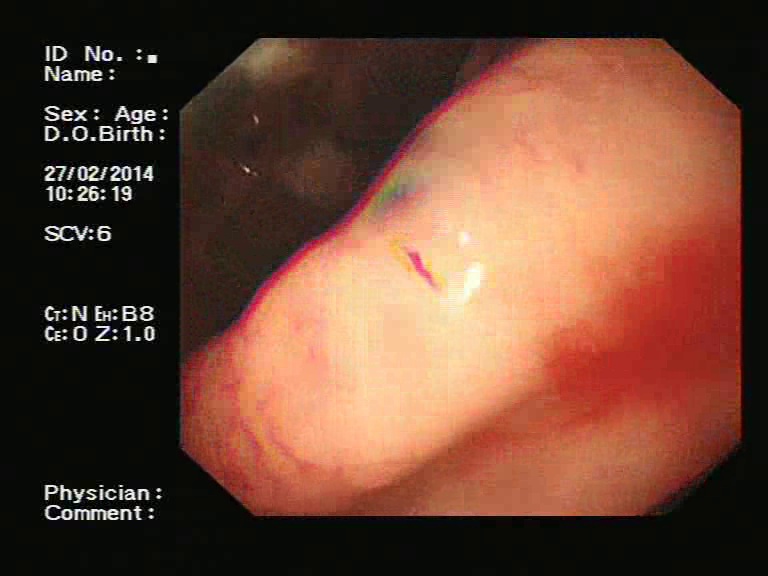 ID No. :
Name:
Sex: Age:
D.O.Birth:
27/02/2014
10:26:19
SCV:6
CT:N EH:B8
CE:0 Z:1.0
Physician:
Comment: